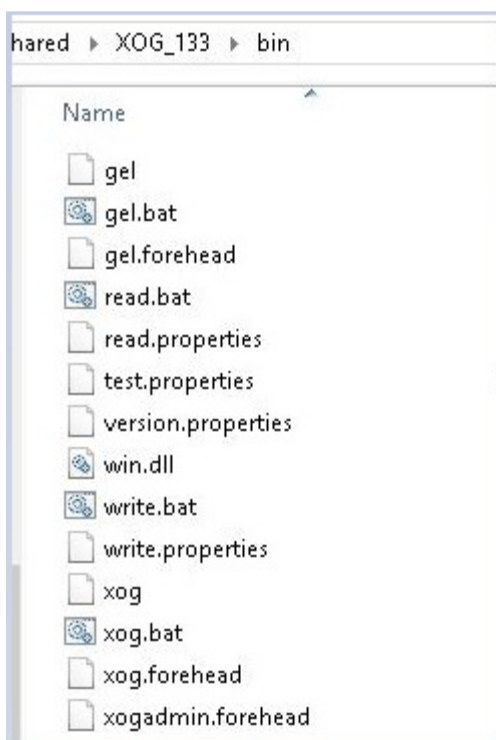 hared ▸ XOG_133 ▸ bin
Name
gel
gel.bat
gel.forehead
read.bat
read.properties
test.properties
version.properties
win.dll
write.bat
write.properties
xog
xog.bat
xog.forehead
xogadmin.forehead